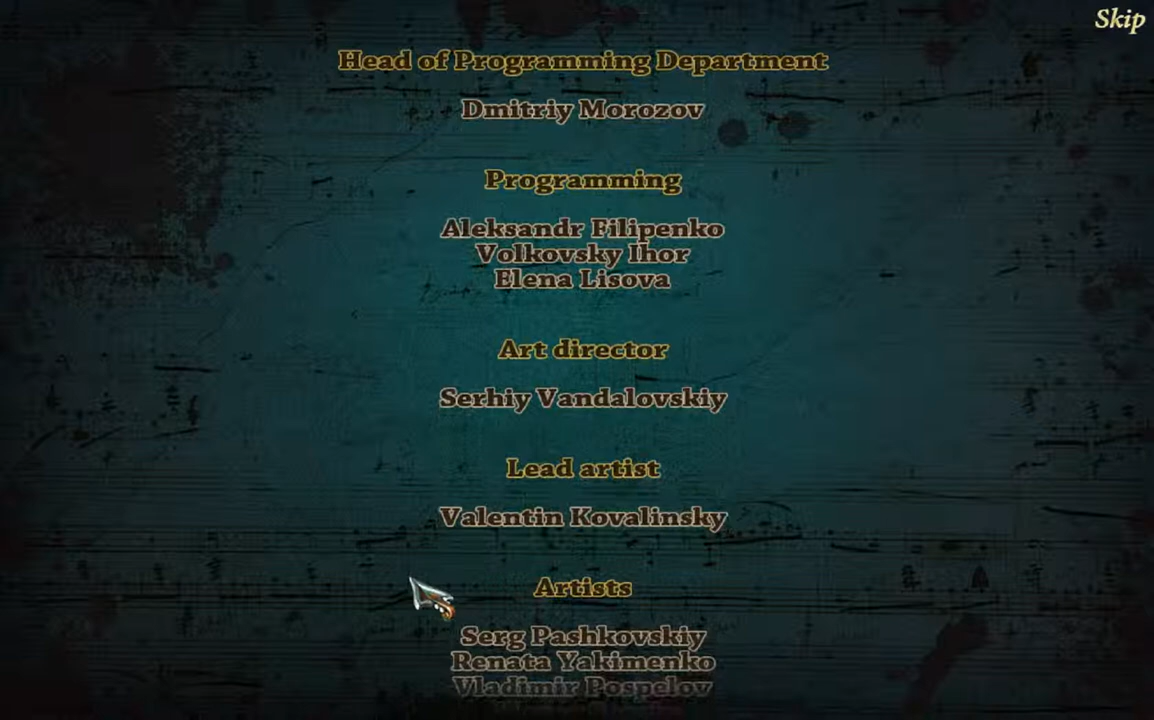 Skip
Head of Programming Department
Dmitriy Morozov
Programming
Aleksandr Filipenko
Volkovsky Ihor
Elena Lisova
Art director
Serhiy Vandalovskiy
Lead artist
Valentin Kovalinsky
Artists
Serg Pashkovskiy
Renata Yakimenko
Vladimir Pospelov